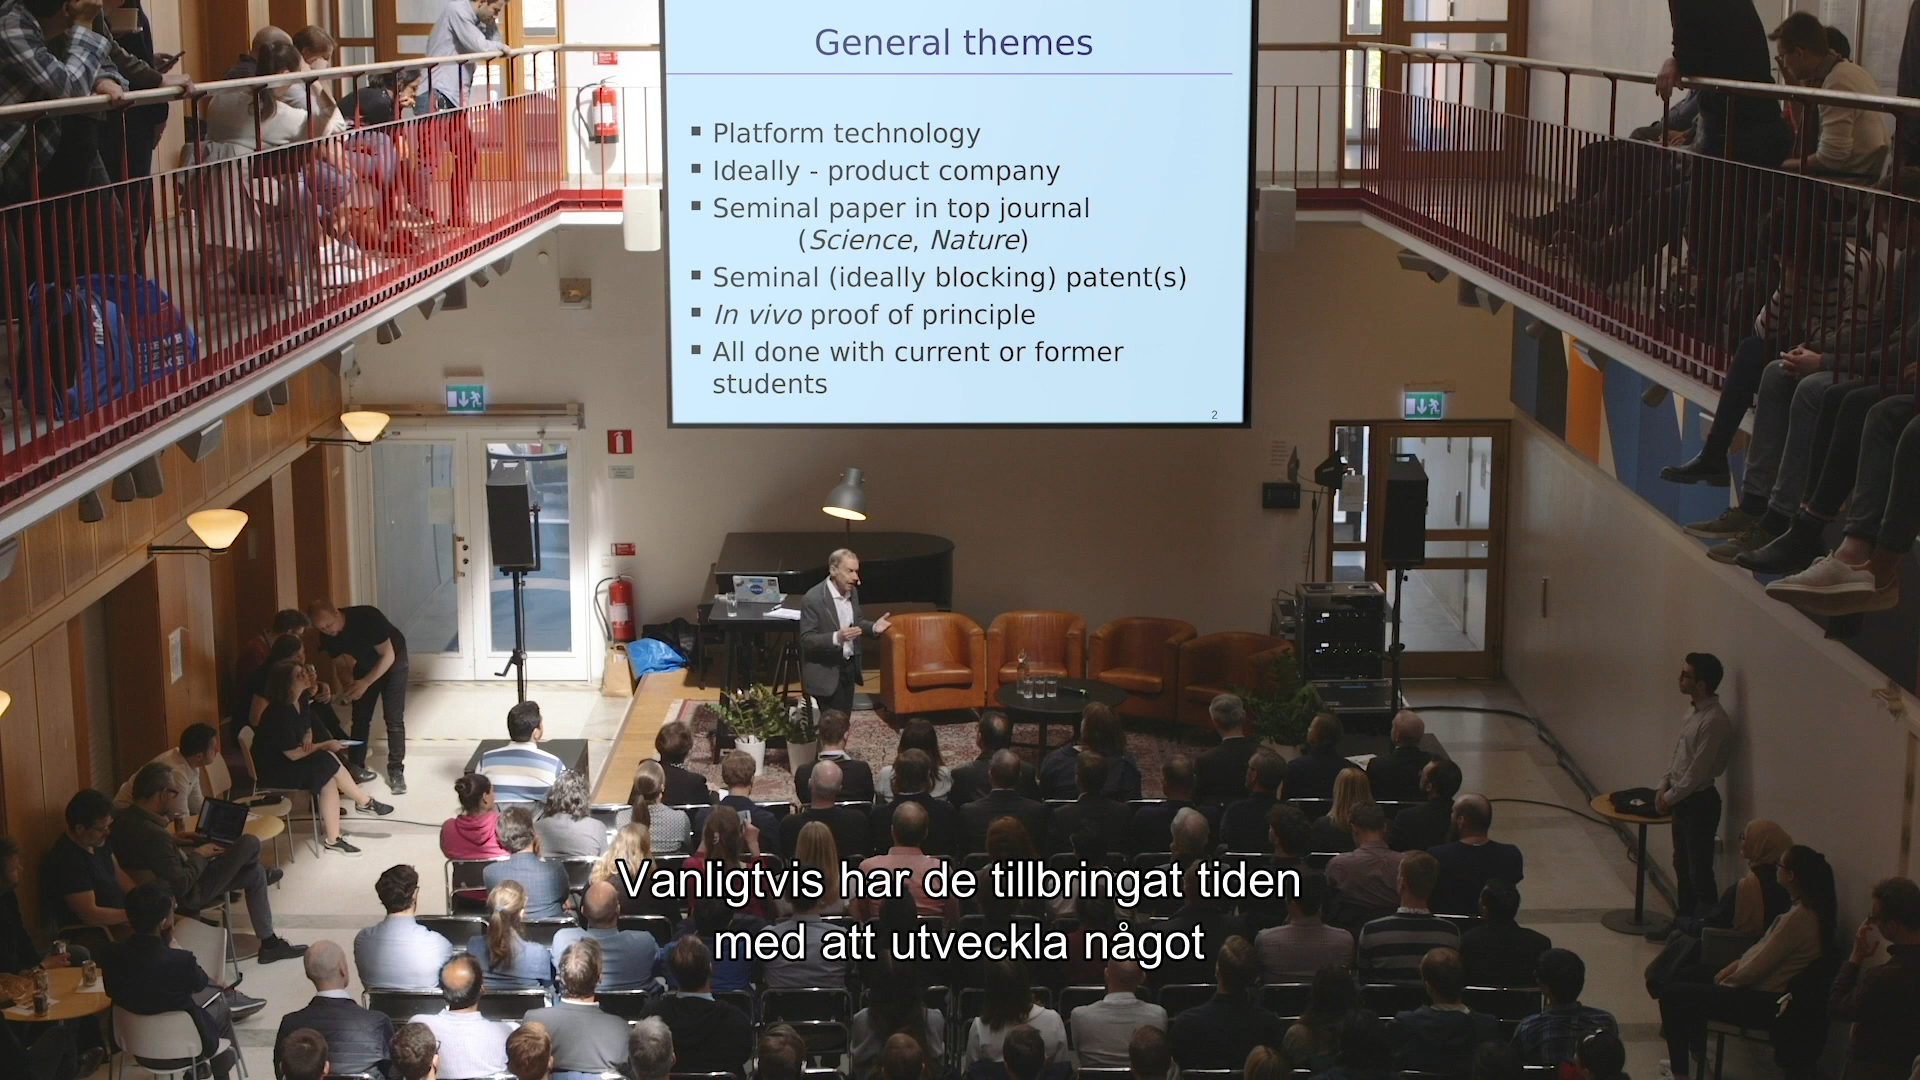 General themes
▪ Platform technology
▪ Ideally - product company
▪ Seminal paper in top journal
(Science, Nature)
▪ Seminal (ideally blocking) patent(s)
▪ In vivo proof of principle
▪ All done with current or former
students
2
Vanligtvis har de tillbringat tiden
med att utveckla något